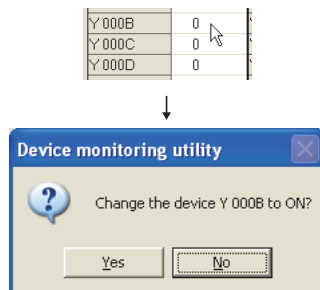 Y 000B 0
Y 000C 0
Y 000D 0
Device monitoring utility
Change the device Y 000B to ON?
Yes No